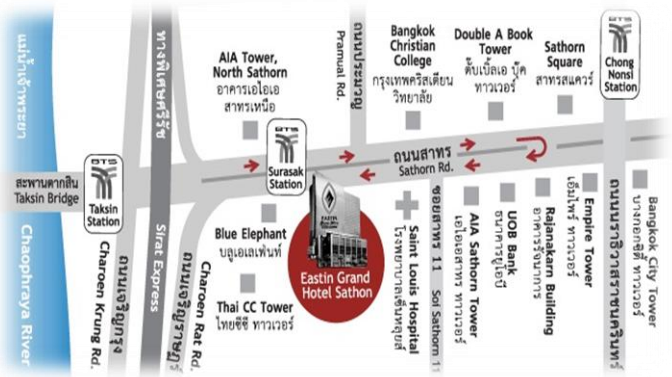 แม่น้ำเจ้าพระยา
Chaophraya River
สะพานตากสิน
Taksin Bridge
BTS
Taksin
Station
Charoen Krung Rd.
ถนนเจริญกรุง
ทางพิเศษศรีรัช
Sirat Express
ถนนเจริญราษฎร์
Charoen Rat Rd.
AIA Tower,
North Sathorn
อาคารเอไอเอ
สาทรเหนือ
BTS
Surasak
Station
Blue Elephant
บลูเอเลเฟ่นท์
Thai CC Tower
ไทยซีซี ทาวเวอร์
EASTIN
Eastin Grand
Hotel Sathon
ถนนประมวญ
Pramual Rd.
Bangkok
Christian
College
กรุงเทพคริสเตียน
วิทยาลัย
Double A Book
Tower
ดับเบิ้ลเอ บุ๊ค
ทาวเวอร์
Sathorn
Square
สาทรสแควร์
BTS
Chong
Nonsi
Station
ถนนสาทร
Sathorn Rd.
Saint Louis Hospital
โรงพยาบาลเซ็นหลุยส์
ซอยสาทร 11
Soi Sathorn 11
AIA Sathorn Tower
เอไอเอสาทร ทาวเวอร์
UOB Bank
ธนาคารยูโอบี
Rajanakarn Building
อาคารรัจนาการ
Empire Tower
เอ็มไพร์ ทาวเวอร์
ถนนนราธิวาสราชนครินทร์
Bangkok City Tower
บางกอกซิตี้ ทาวเวอร์